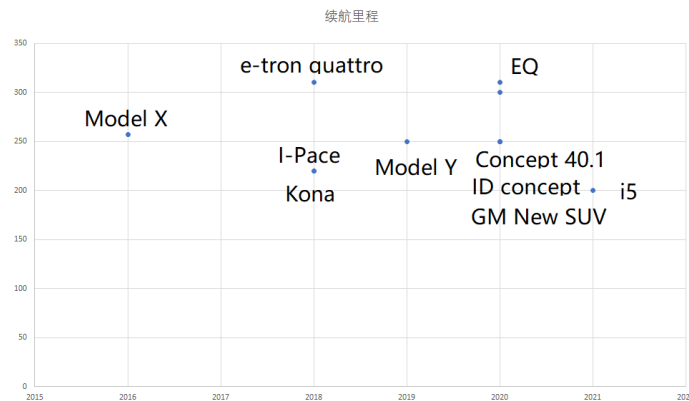 续航里程
350
e-tron quattro
EQ
300
Model X
250
I-Pace
Concept 40.1
Model Y
200
Kona
ID concept
i5
GM New SUV
150
100
50
0
2015 2016 2017 2018 2019 2020 2021